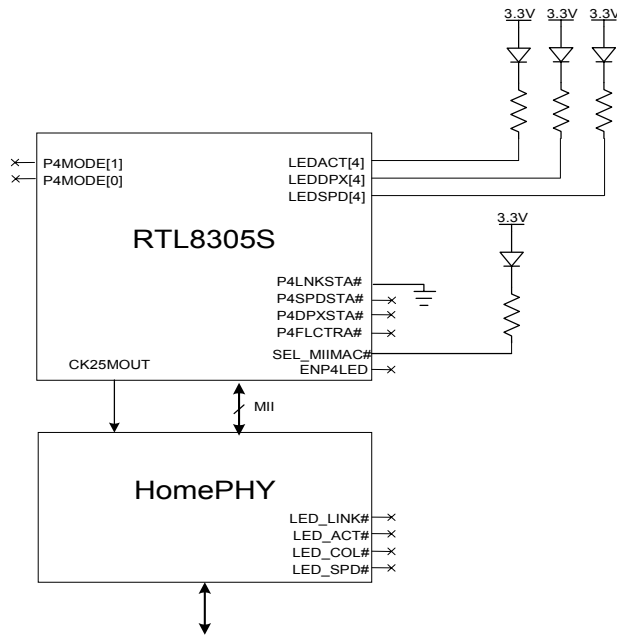 3.3V 3.3V 3.3V
P4MODE[1]
P4MODE[0]
LEDACT[4]
LEDDPX[4]
LEDSPD[4]
RTL8305S
3.3V
P4LNKSTA#
P4SPDSTA#
P4DPXSTA#
P4FLCTRA#
SEL_MIIMAC#
ENP4LED
CK25MOUT
MII
HomePHY
LED_LINK#
LED_ACT#
LED_COL#
LED_SPD#